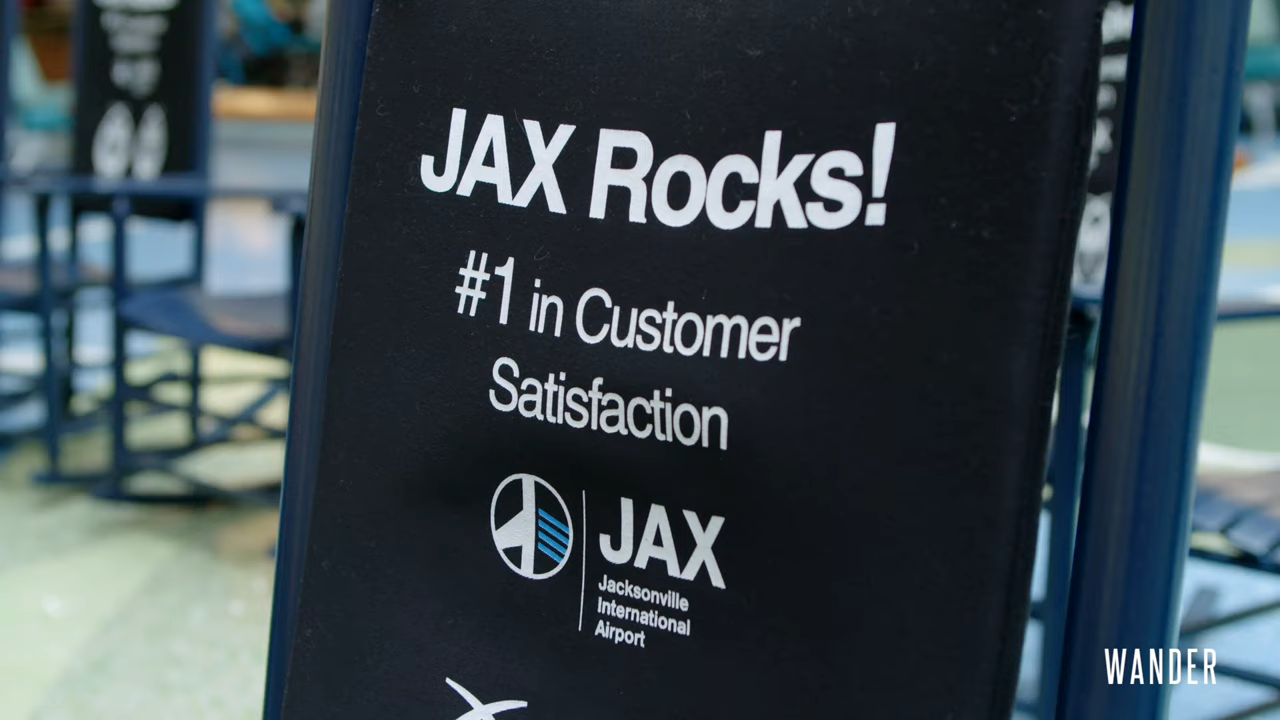 JAX Rocks!
#1 in Customer
Satisfaction
JAX
Jacksonville
International
Airport
WANDER